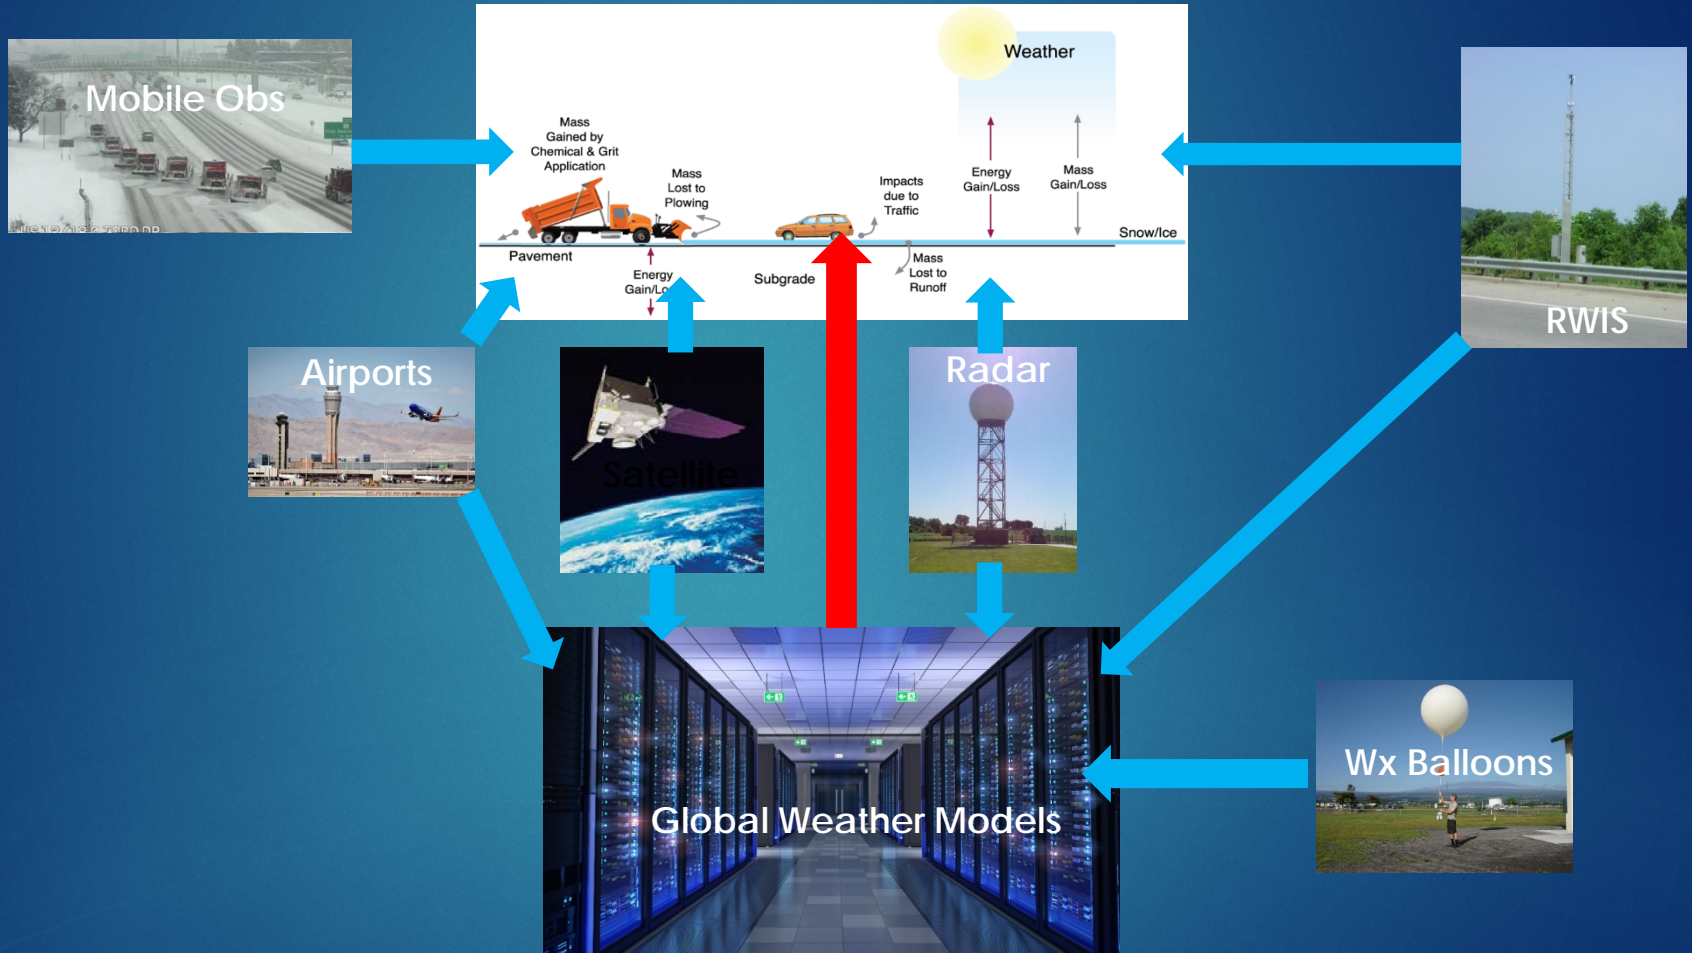 Mobile Obs
Weather
Mass
Gained by
Chemical & Grit
Application
Mass
Lost to
Plowing
Impacts
due to
Traffic
Energy
Gain/Loss
Mass
Gain/Loss
Snow/Ice
Pavement
Energy
Subgrade
Mass
Lost to
Runoff
RWIS
Airports
Satellite
Radar
Wx Balloons
Global Weather Models